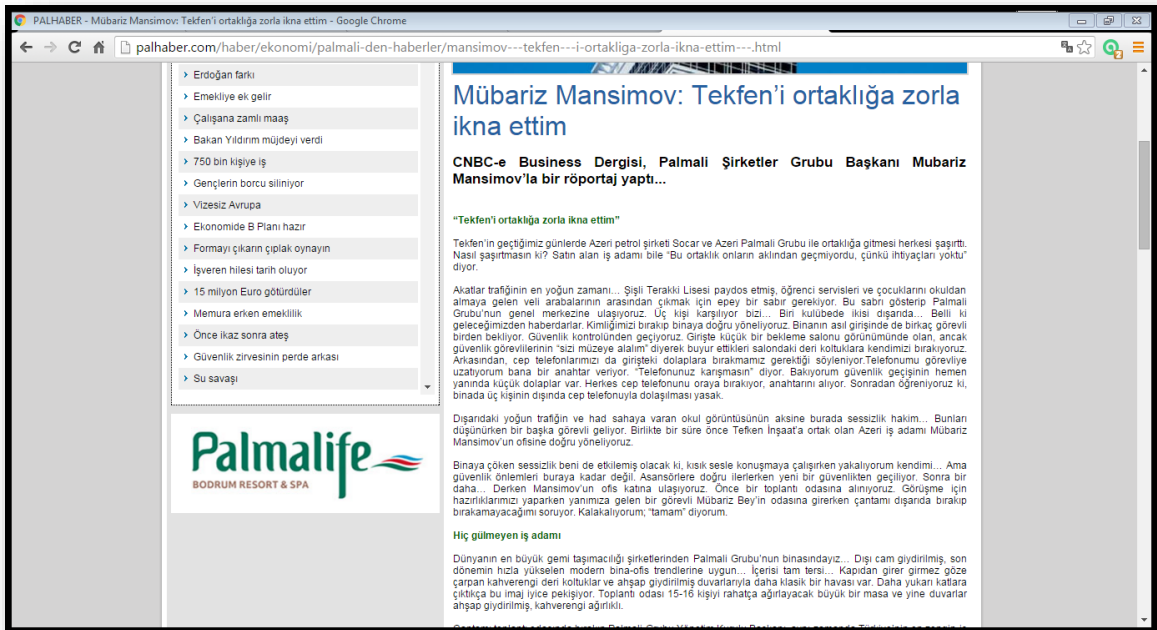 PALHABER - Mübariz Mansimov: Tekfen'i ortaklığa zorla ikna ettim - Google Chrome
palhaber.com/haber/ekonomi/palmali-den-haberler/mansimov---tekfen---i-ortakliga-zorla-ikna-ettim---.html
Erdoğan farkı
Emekliye ek gelir
Çalışana zamlı maaş
Bakan Yıldırım müjdeyi verdi
750 bin kişiye iş
Gençlerin borcu siliniyor
Vizesiz Avrupa
Ekonomide B Planı hazır
Formayı çıkarın çıplak oynayın
İşveren hilesi tarih oluyor
15 milyon Euro götürdüler
Memura erken emeklilik
Önce ikaz sonra ateş
Güvenlik zirvesinin perde arkası
Su savaşı
Palmalife
BODRUM RESORT & SPA
Mübariz Mansimov: Tekfen'i ortaklığa zorla
ikna ettim
CNBC-e Business Dergisi, Palmali Şirketler Grubu Başkanı Mubariz
Mansimov'la bir röportaj yaptı...
“Tekfen'i ortaklığa zorla ikna ettim”
Tekfen'in geçtiğimiz günlerde Azeri petrol şirketi Socar ve Azeri Palmali Grubu ile ortaklığa gitmesi herkesi şaşırttı.
Nasıl şaşırtmasın ki? Satın alan iş adamı bile “Bu ortaklık onların aklından geçmiyordu, çünkü ihtiyaçları yoktu”
diyor.
Akatlar trafiğinin en yoğun zamanı… Şişli Terakki Lisesi paydos etmiş, öğrenci servisleri ve çocuklarını okuldan
almaya gelen veli arabalarının arasından çıkmak için epey bir sabır gerekiyor. Bu sabrı gösterip Palmali
Grubu'nun genel merkezine ulaşıyoruz. Üç kişi karşılıyor bizi… Biri kulübede ikisi dışarıda… Belli ki
geleceğimizden haberdarlar. Kimliğimizi bırakıp binaya doğru yöneliyoruz. Binanın asıl girişinde de birkaç görevli
birden bekliyor. Güvenlik kontrolünden geçiyoruz. Girişte küçük bir bekleme salonu görünümünde olan, ancak
güvenlik görevlilerinin “sizi müzeye alalım” diyerek buyur ettikleri salondaki deri koltuklara kendimizi bırakıyoruz.
Arkasından, cep telefonlarımızı da girişteki dolaplara bırakmamız gerektiği söyleniyor.Telefonumu görevliye
uzatıyorum bana bir anahtar veriyor. “Telefonunuz karışmasın” diyor. Bakıyorum güvenlik geçişinin hemen
yanında küçük dolaplar var. Herkes cep telefonunu oraya bırakıyor, anahtarını alıyor. Sonradan öğreniyoruz ki,
binada üç kişinin dışında cep telefonuyla dolaşılması yasak.
Dışarıdaki yoğun trafiğin ve had sahaya varan okul görüntüsünün aksine burada sessizlik hakim… Bunları
düşünürken bir başka görevli geliyor. Birlikte bir süre önce Tefken İnşaat'a ortak olan Azeri iş adamı Mübariz
Mansimov'un ofisine doğru yöneliyoruz.
Binaya çöken sessizlik beni de etkilemiş olacak ki, kısık sesle konuşmaya çalışırken yakalıyorum kendimi… Ama
güvenlik önlemleri buraya kadar değil. Asansörlere doğru ilerlerken yeni bir güvenlikten geçiliyor. Sonra bir
daha… Derken Mansimov'un ofis katına ulaşıyoruz. Önce bir toplantı odasına alınıyoruz. Görüşme için
hazırlıklarımızı yaparken yanımıza gelen bir görevli Mübariz Bey'in odasına girerken çantamı dışarıda bırakıp
bırakamayacağımı soruyor. Kalakalıyorum; “tamam” diyorum.
Hiç gülmeyen iş adamı
Dünyanın en büyük gemi taşımacılığı şirketlerinden Palmali Grubu'nun binasındayız… Dışı cam giydirilmiş, son
dönemin hızla yükselen modern bina-ofis trendlerine uygun… İçerisi tam tersi… Kapıdan girer girmez göze
çarpan kahverengi deri koltuklar ve ahşap giydirilmiş duvarlarıyla daha klasik bir havası var. Daha yukarı katlara
çıktıkça bu imaj iyice pekişiyor. Toplantı odası 15-16 kişiyi rahatça ağırlayacak büyük bir masa ve yine duvarlar
ahşap giydirilmiş, kahverengi ağırlıklı.